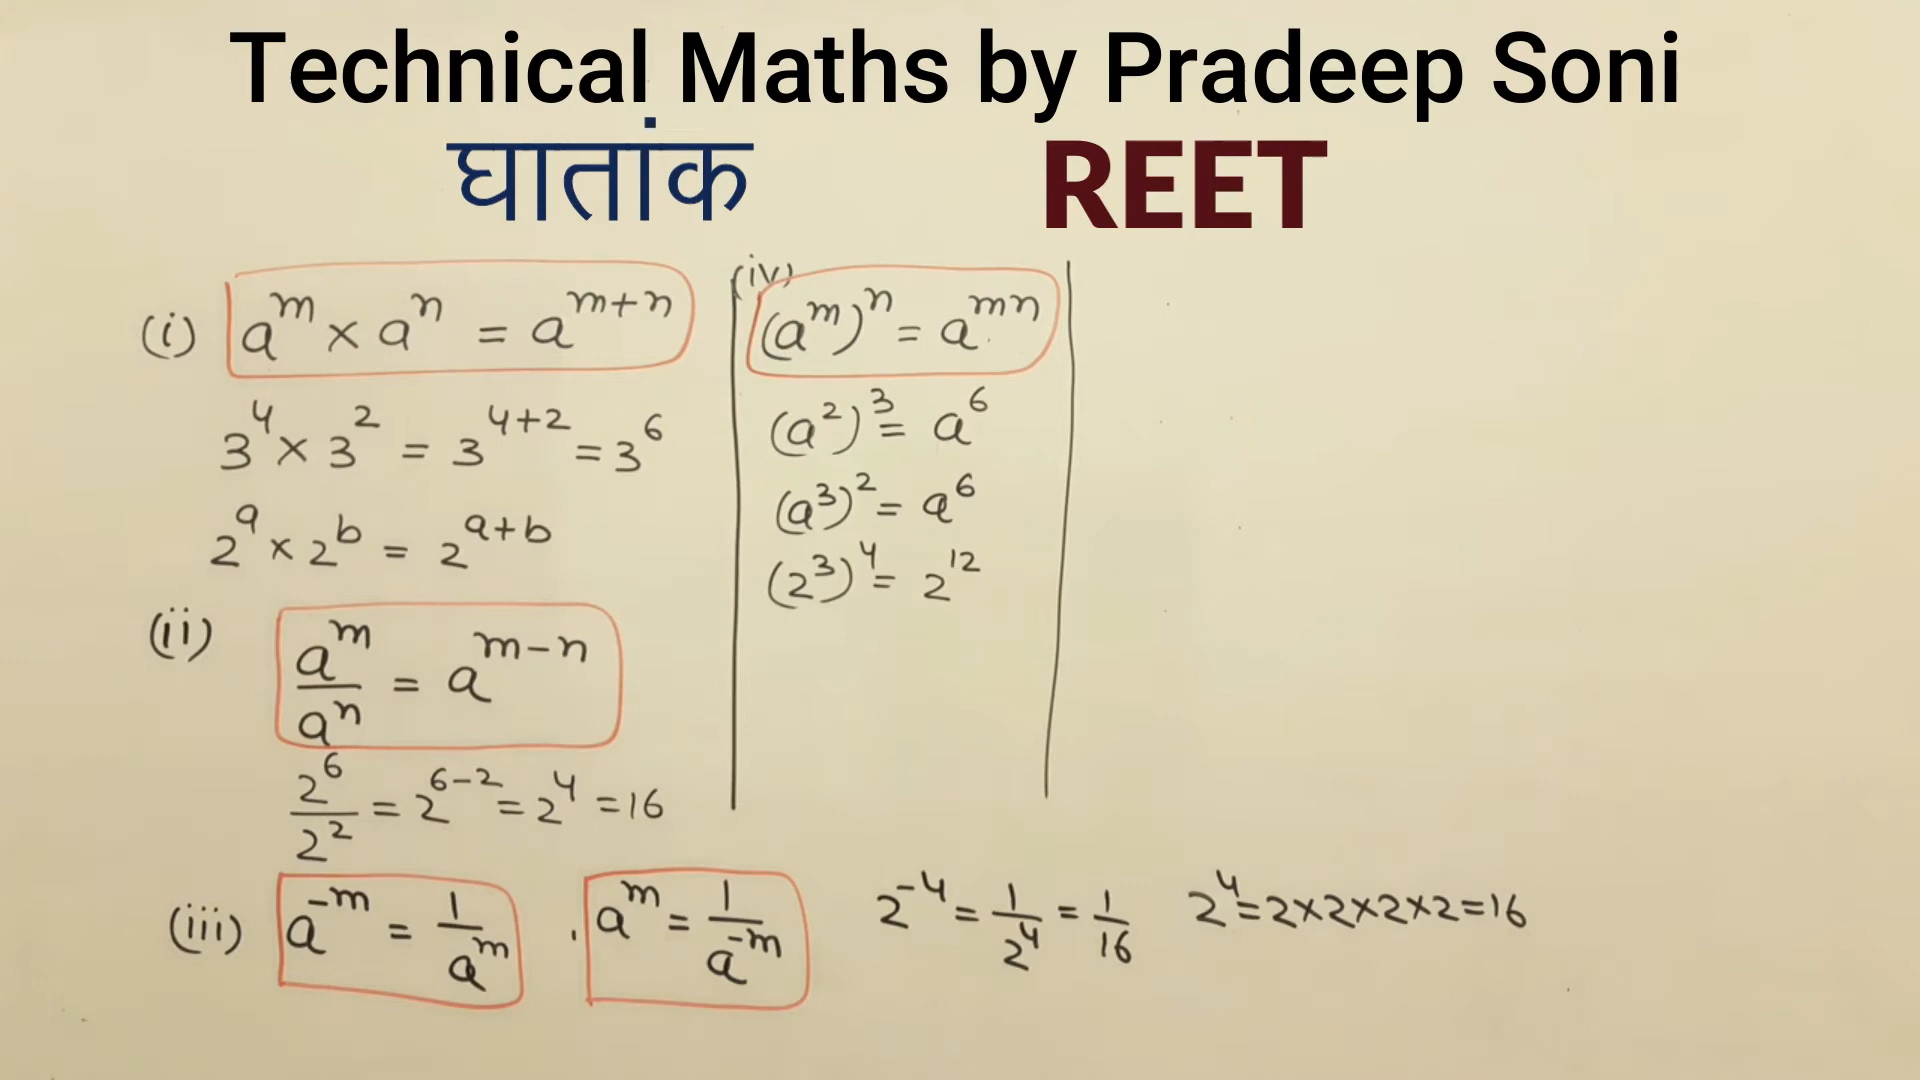 Technical Maths by Pradeep Soni
घातांक REET
(i) a^m × a^n = a^{m+n}
3^4 × 3^2 = 3^{4+2} = 3^6
2^a × 2^b = 2^{a+b}
(ii) a^m/a^n = a^{m-n}
2^6/2^2 = 2^{6-2} = 2^4 = 16
(iv) (a^m)^n = a^{mn}
(a^2)^3 = a^6
(a^3)^2 = a^6
(2^3)^4 = 2^{12}
(iii) a^{-m} = 1/a^m , a^m = 1/a^{-m} 2^{-4} = 1/2^4 = 1/16 2^4 = 2×2×2×2=16